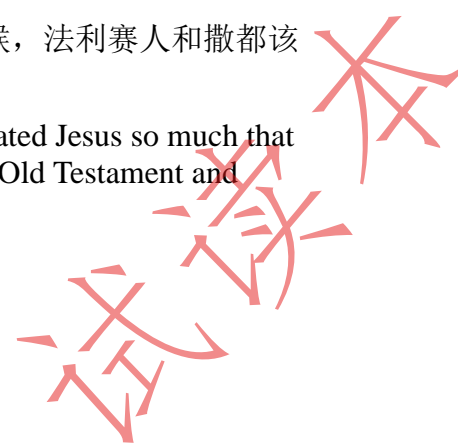 候，法利赛人和撒都该
ated Jesus so much that
Old Testament and
试读本